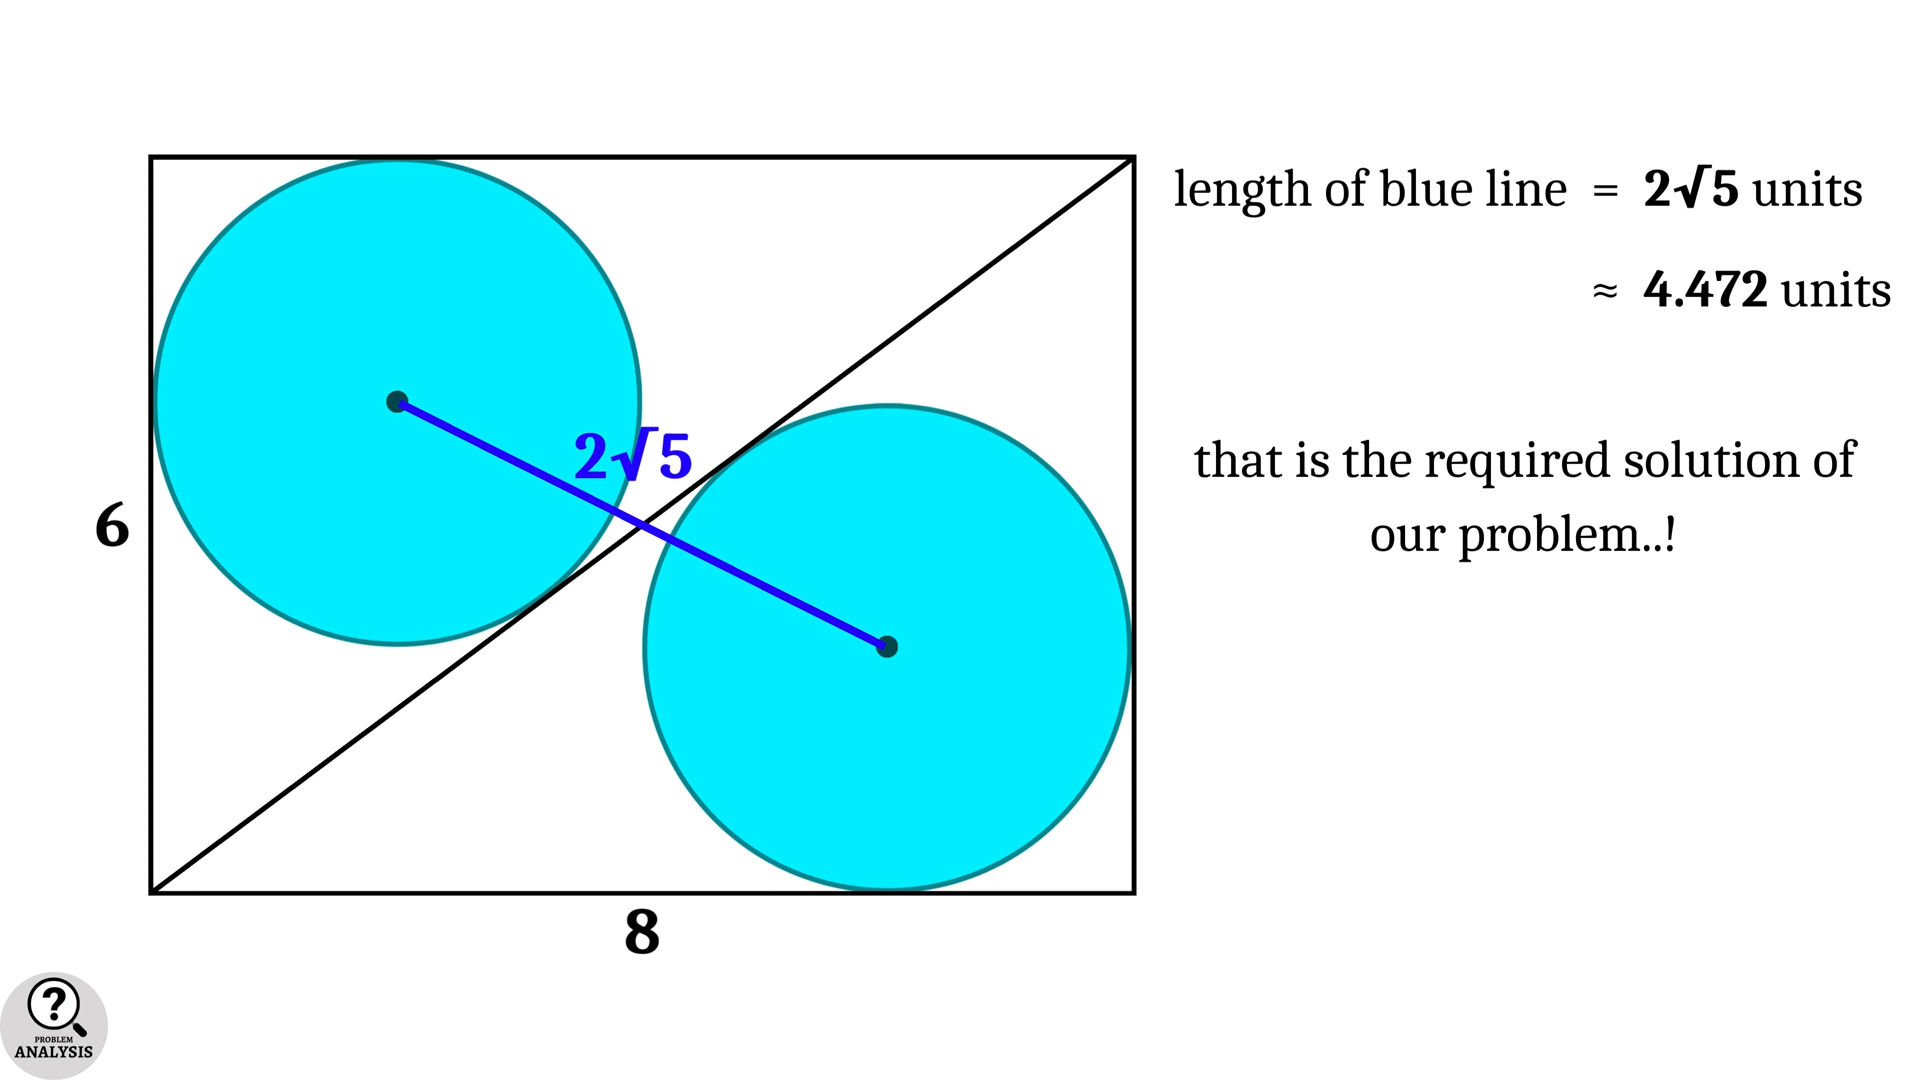 length of blue line = 2√5 units
≈ 4.472 units
2√5
that is the required solution of
our problem..!
6
8
?
PROBLEM
ANALYSIS